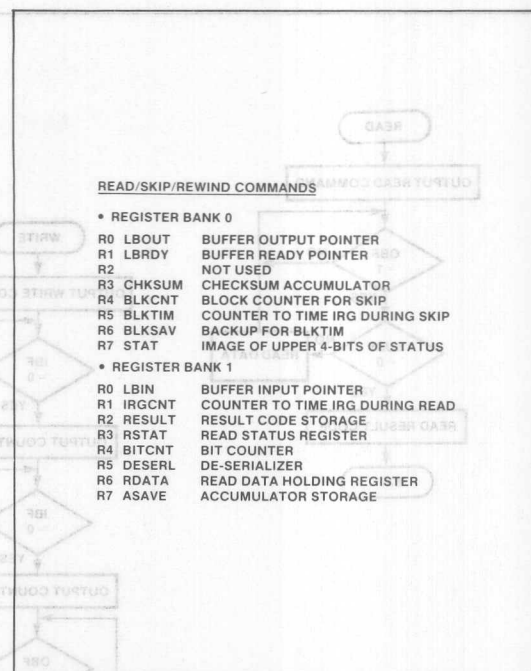 READ/SKIP/REWIND COMMANDS
• REGISTER BANK 0
R0 LBOUT BUFFER OUTPUT POINTER
R1 LBRDY BUFFER READY POINTER
R2 NOT USED
R3 CHKSUM CHECKSUM ACCUMULATOR
R4 BLKCNT BLOCK COUNTER FOR SKIP
R5 BLKTIM COUNTER TO TIME IRG DURING SKIP
R6 BLKSAV BACKUP FOR BLKTIM
R7 STAT IMAGE OF UPPER 4-BITS OF STATUS
• REGISTER BANK 1
R0 LBIN BUFFER INPUT POINTER
R1 IRGCNT COUNTER TO TIME IRG DURING READ
R2 RESULT RESULT CODE STORAGE
R3 RSTAT READ STATUS REGISTER
R4 BITCNT BIT COUNTER
R5 DESERL DE-SERIALIZER
R6 RDATA READ DATA HOLDING REGISTER
R7 ASAVE ACCUMULATOR STORAGE